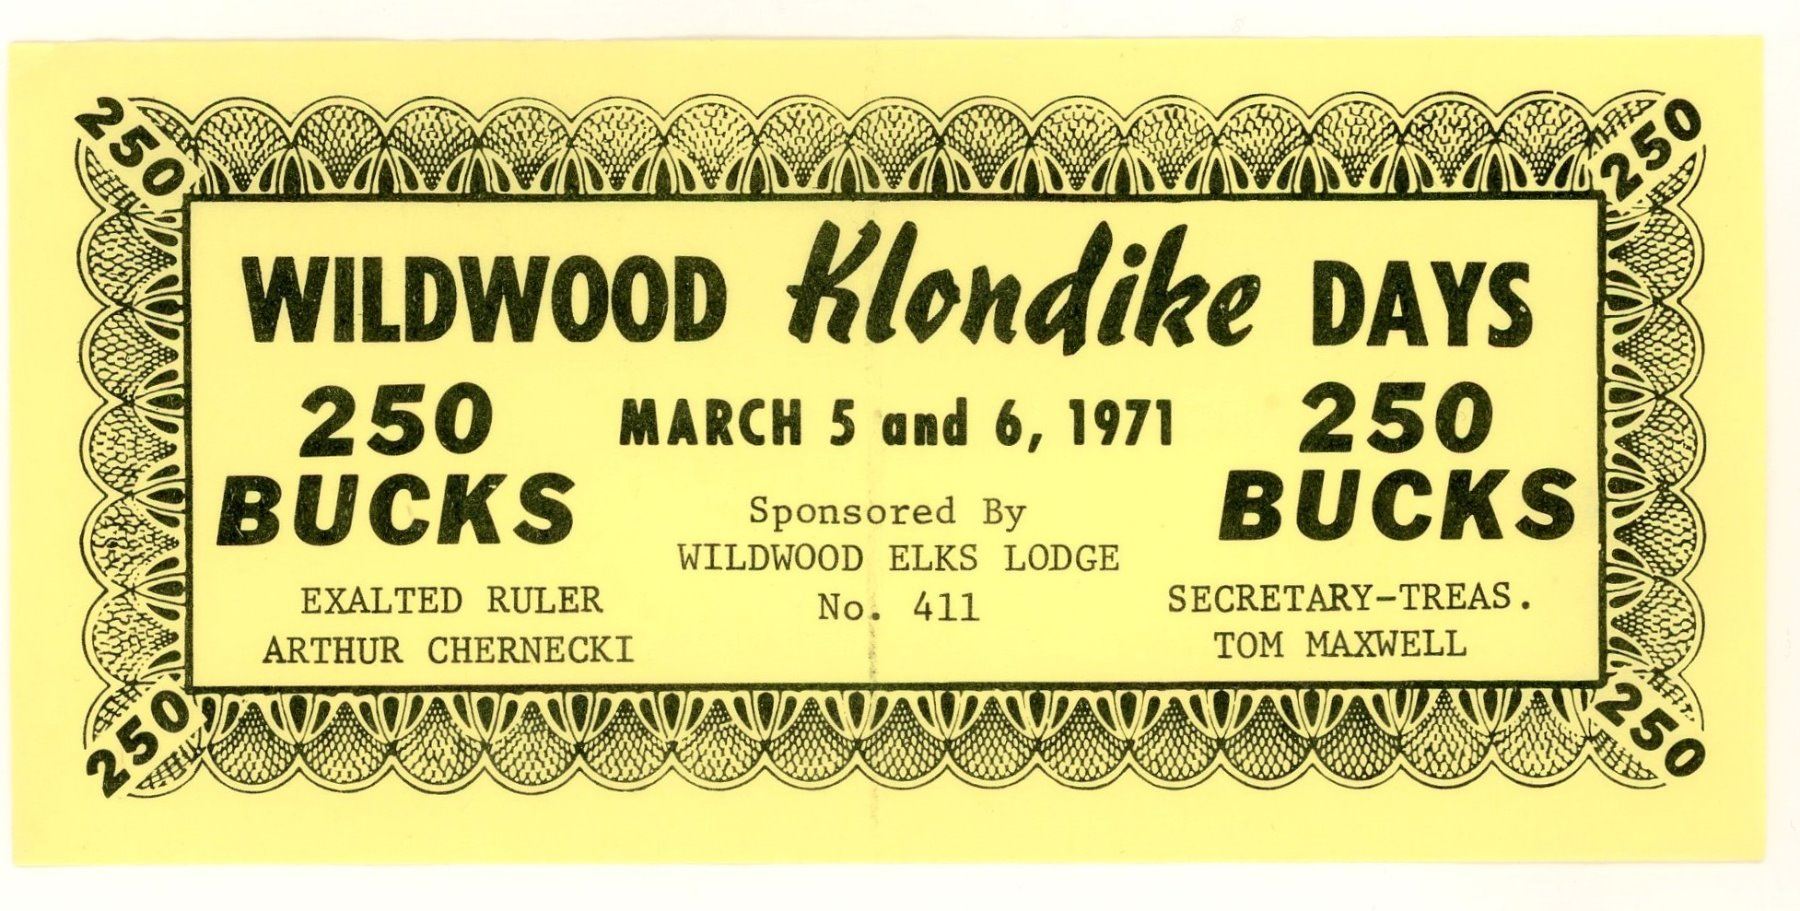 250
250
WILDWOOD Klondike DAYS
250 BUCKS
MARCH 5 and 6, 1971
250 BUCKS
Sponsored By
WILDWOOD ELKS LODGE
No. 411
EXALTED RULER
ARTHUR CHERNECKI
SECRETARY-TREAS.
TOM MAXWELL
250
250